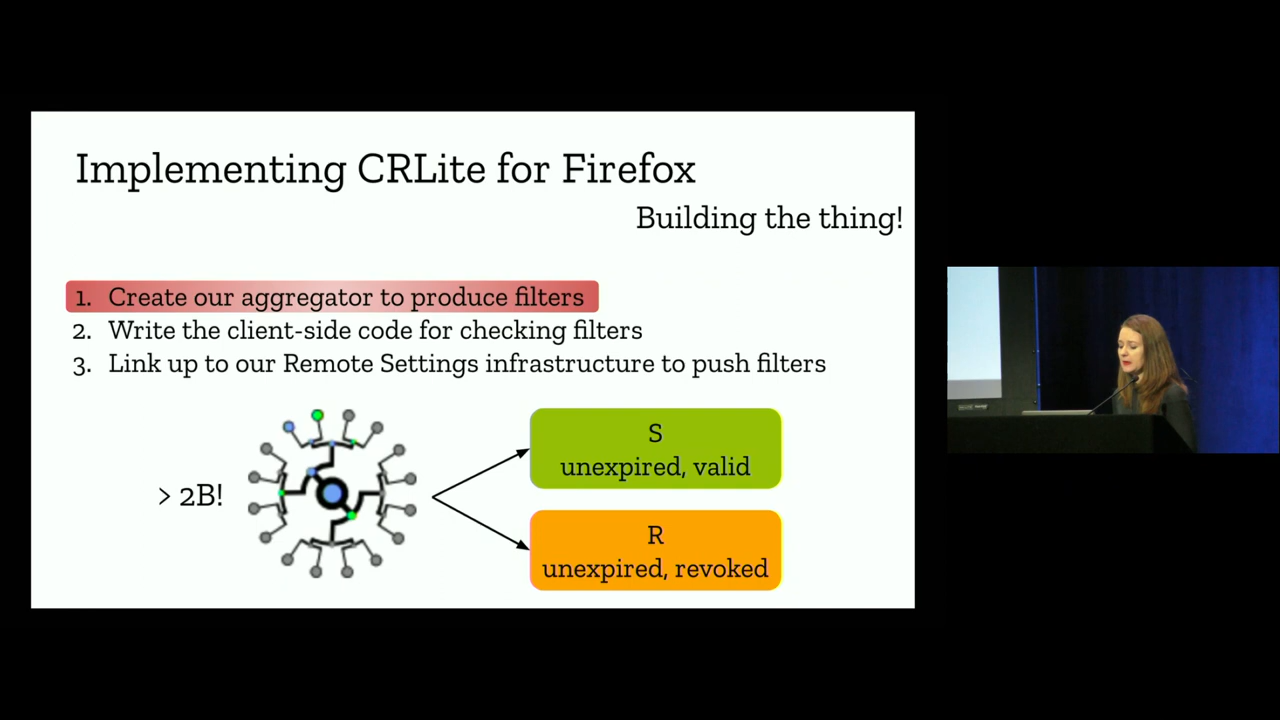 Implementing CRLite for Firefox
Building the thing!
1. Create our aggregator to produce filters
2. Write the client-side code for checking filters
3. Link up to our Remote Settings infrastructure to push filters
> 2B!
S
unexpired, valid
R
unexpired, revoked